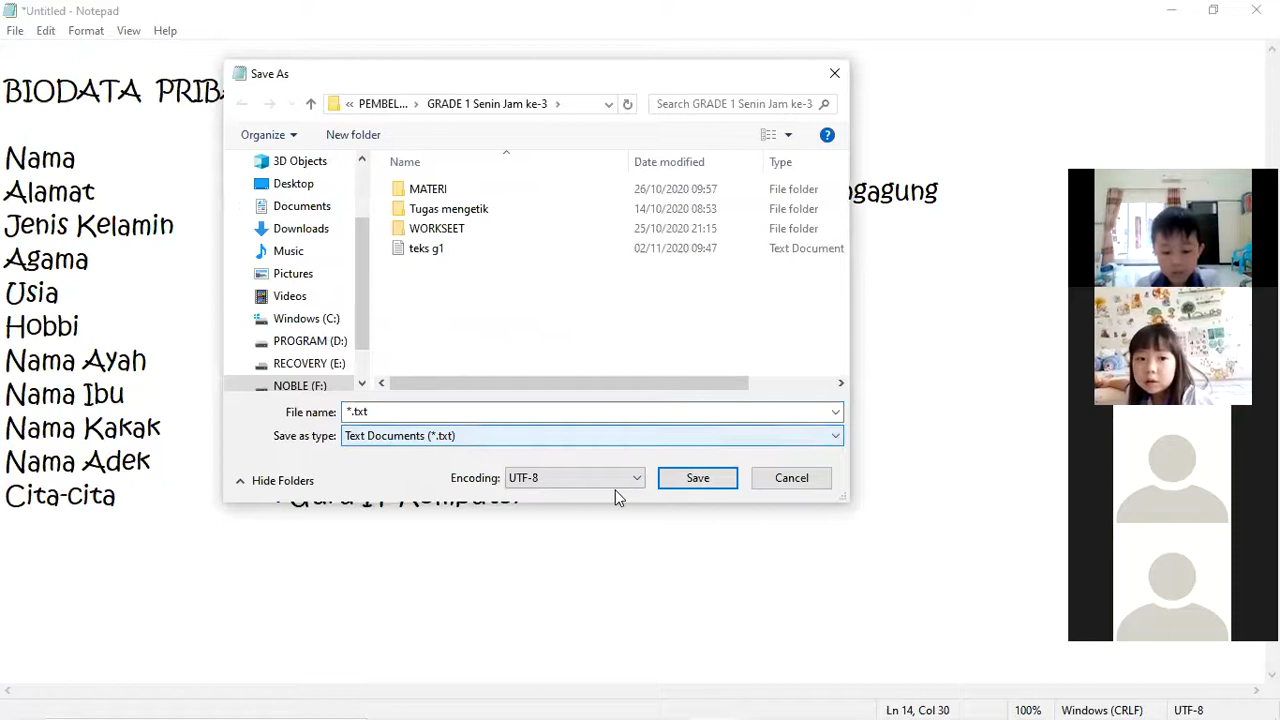 *Untitled - Notepad
File Edit Format View Help
BIODATA
Save As
« PEMBEL... › GRADE 1 Senin Jam ke-3 ›
Search GRADE 1 Senin Jam ke-3
Organize New folder
3D Objects
Desktop
Documents
Downloads
Music
Pictures
Videos
Windows (C:)
PROGRAM (D:)
RECOVERY (E:)
NOBLE (F:)
Name Date modified Type
MATERI 26/10/2020 09:57 File folder
Tugas mengetik 14/10/2020 08:53 File folder
WORKSEET 25/10/2020 21:15 File folder
teks g1 02/11/2020 09:47 Text Document
File name: *.txt
Save as type: Text Documents (*.txt)
Hide Folders
Encoding: UTF-8
Save
Cancel
Nama
Alamat
Jenis Kelamin
Agama
Usia
Hobbi
Nama Ayah
Nama Ibu
Nama Kakak
Nama Adek
Cita-cita
Ln 14, Col 30 100% Windows (CRLF) UTF-8